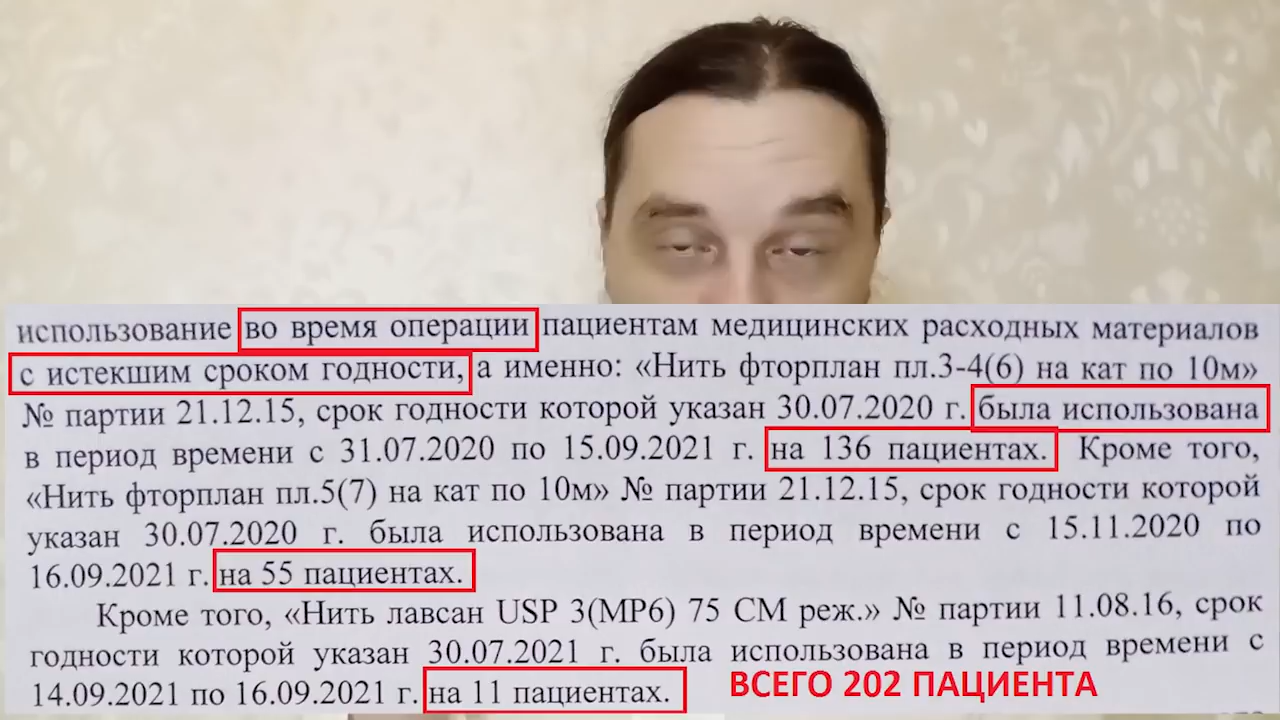 использование во время операции пациентам медицинских расходных материалов
с истекшим сроком годности, а именно: «Нить фторплан пл.3-4(6) на кат по 10м»
№ партии 21.12.15, срок годности которой указан 30.07.2020 г. была использована
в период времени с 31.07.2020 по 15.09.2021 г. на 136 пациентах. Кроме того,
«Нить фторплан пл.5(7) на кат по 10м» № партии 21.12.15, срок годности которой
указан 30.07.2020 г. была использована в период времени с 15.11.2020 по
16.09.2021 г. на 55 пациентах.
Кроме того, «Нить лавсан USP 3(МР6) 75 СМ реж.» № партии 11.08.16, срок
годности которой указан 30.07.2021 г. была использована в период времени с
14.09.2021 по 16.09.2021 г. на 11 пациентах.
ВСЕГО 202 ПАЦИЕНТА